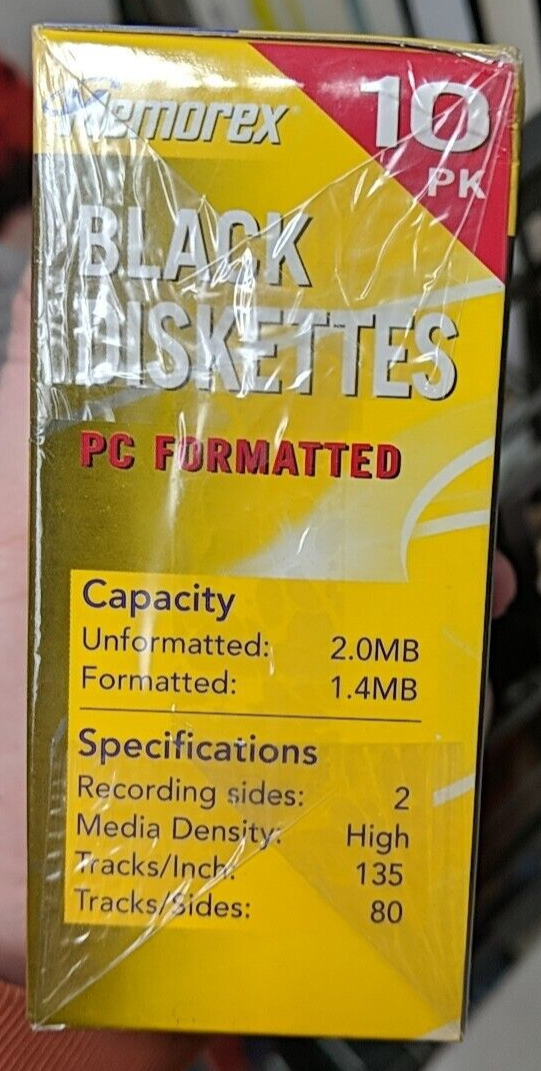 Memorex
10
PK
BLACK
DISKETTES
PC FORMATTED
Capacity
Unformatted: 2.0MB
Formatted: 1.4MB
Specifications
Recording sides: 2
Media Density: High
Tracks/Inch: 135
Tracks/Sides: 80